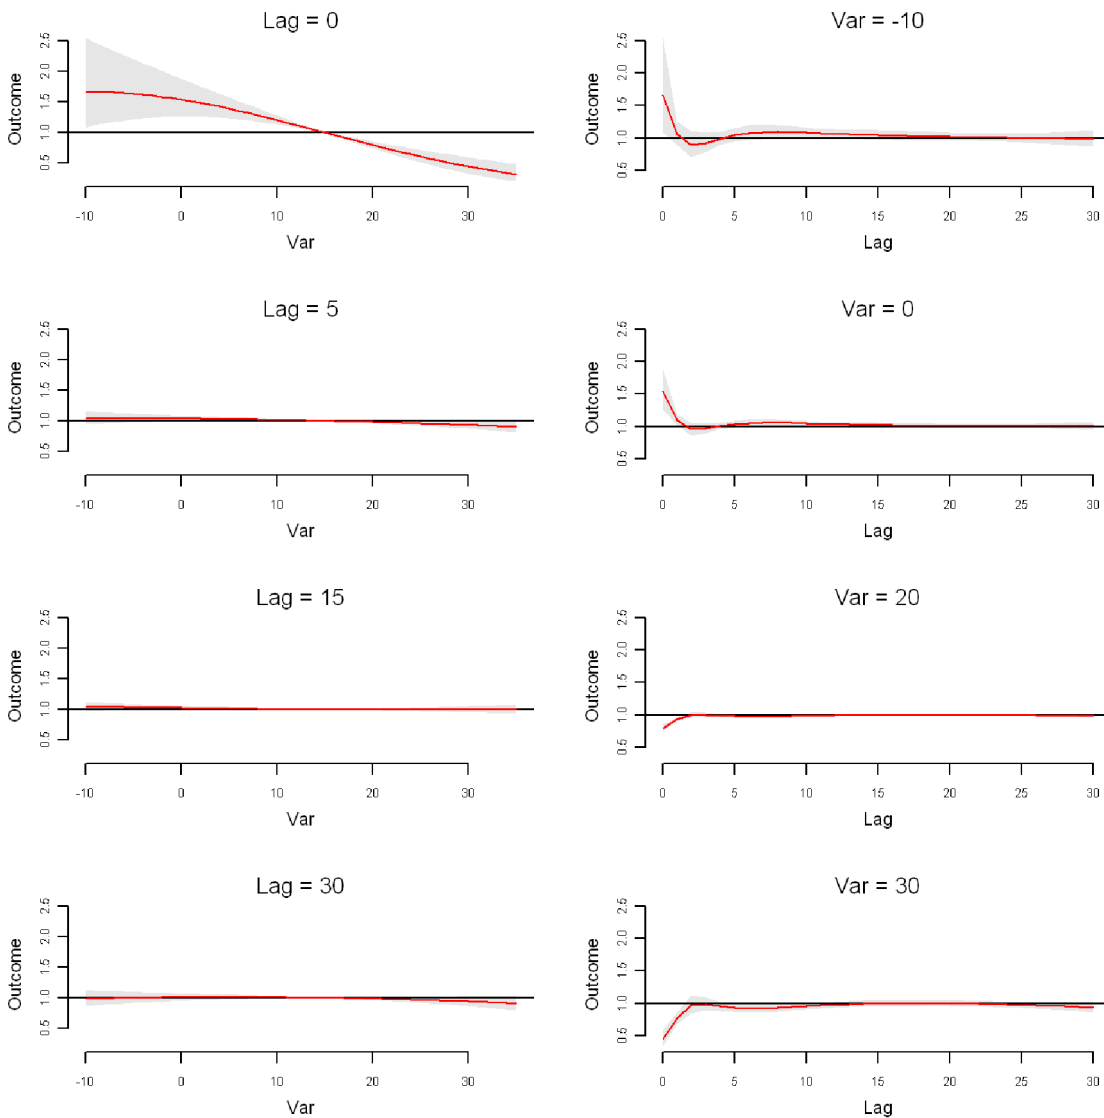 Lag = 0
Outcome
0.5 1.0 1.5 2.0 2.5
-10 0 10 20 30
Var
Var = -10
Outcome
0.5 1.0 1.5 2.0 2.5
0 5 10 15 20 25 30
Lag
Lag = 5
Outcome
0.5 1.0 1.5 2.0 2.5
-10 0 10 20 30
Var
Var = 0
Outcome
0.5 1.0 1.5 2.0 2.5
0 5 10 15 20 25 30
Lag
Lag = 15
Outcome
0.5 1.0 1.5 2.0 2.5
-10 0 10 20 30
Var
Var = 20
Outcome
0.5 1.0 1.5 2.0 2.5
0 5 10 15 20 25 30
Lag
Lag = 30
Outcome
0.5 1.0 1.5 2.0 2.5
-10 0 10 20 30
Var
Var = 30
Outcome
0.5 1.0 1.5 2.0 2.5
0 5 10 15 20 25 30
Lag